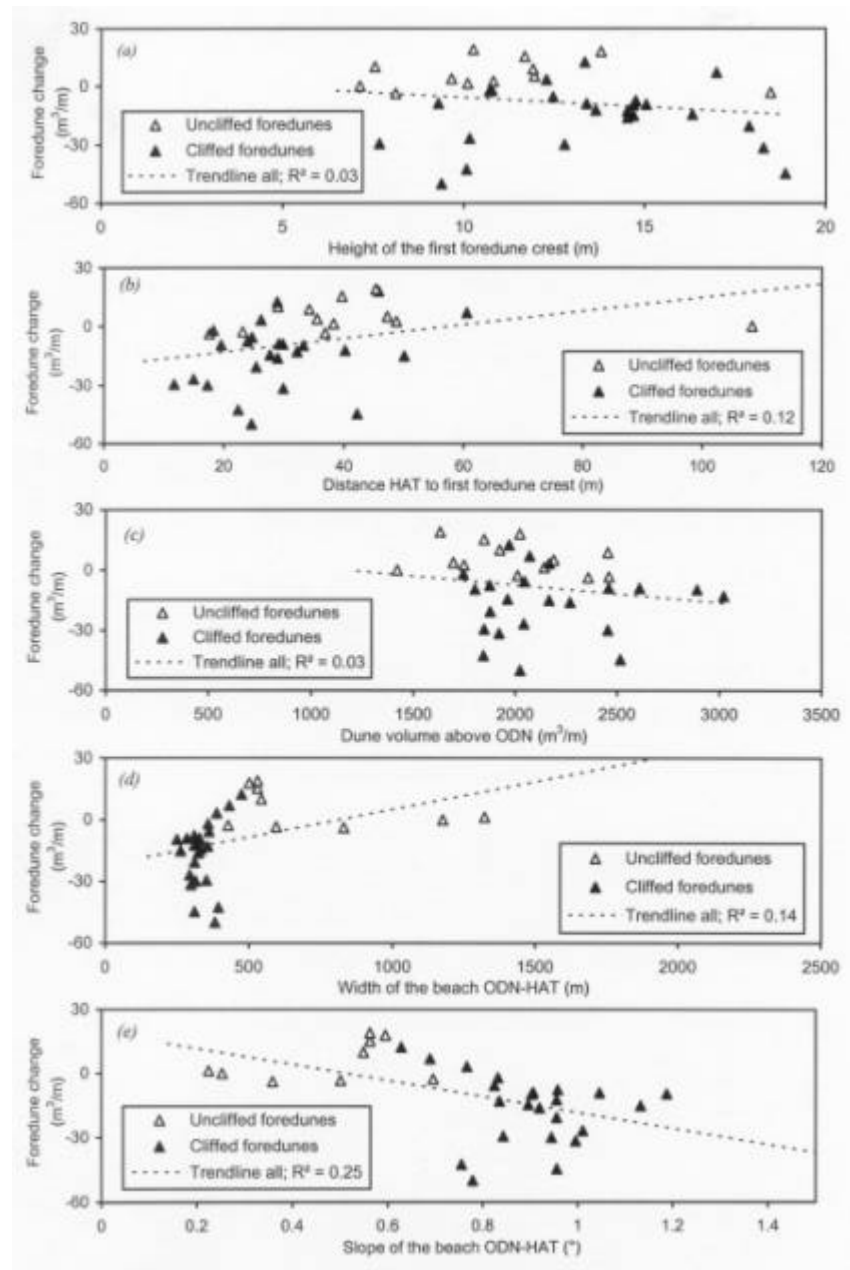 (a)
30
0
-30
-60
Foredune change
(m³/m)
Uncliffed foredunes
Cliffed foredunes
Trendline all; R² = 0.03
0 5 10 15 20
Height of the first foredune crest (m)
(b)
30
0
-30
-60
Foredune change
(m³/m)
Uncliffed foredunes
Cliffed foredunes
Trendline all; R² = 0.12
0 20 40 60 80 100 120
Distance HAT to first foredune crest (m)
(c)
30
0
-30
-60
Foredune change
(m³/m)
Uncliffed foredunes
Cliffed foredunes
Trendline all; R² = 0.03
0 500 1000 1500 2000 2500 3000 3500
Dune volume above ODN (m³/m)
(d)
30
0
-30
-60
Foredune change
(m³/m)
Uncliffed foredunes
Cliffed foredunes
Trendline all; R² = 0.14
0 500 1000 1500 2000 2500
Width of the beach ODN-HAT (m)
(e)
30
0
-30
-60
Foredune change
(m³/m)
Uncliffed foredunes
Cliffed foredunes
Trendline all; R² = 0.25
0 0.2 0.4 0.6 0.8 1 1.2 1.4
Slope of the beach ODN-HAT (°)